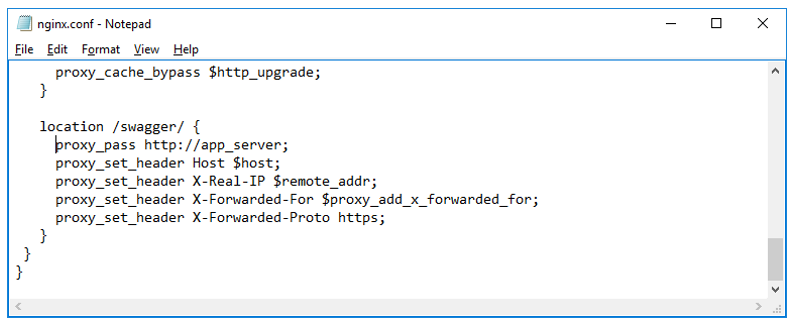 nginx.conf - Notepad
File Edit Format View Help
proxy_cache_bypass $http_upgrade;
}
location /swagger/ {
proxy_pass http://app_server;
proxy_set_header Host $host;
proxy_set_header X-Real-IP $remote_addr;
proxy_set_header X-Forwarded-For $proxy_add_x_forwarded_for;
proxy_set_header X-Forwarded-Proto https;
}
}
}